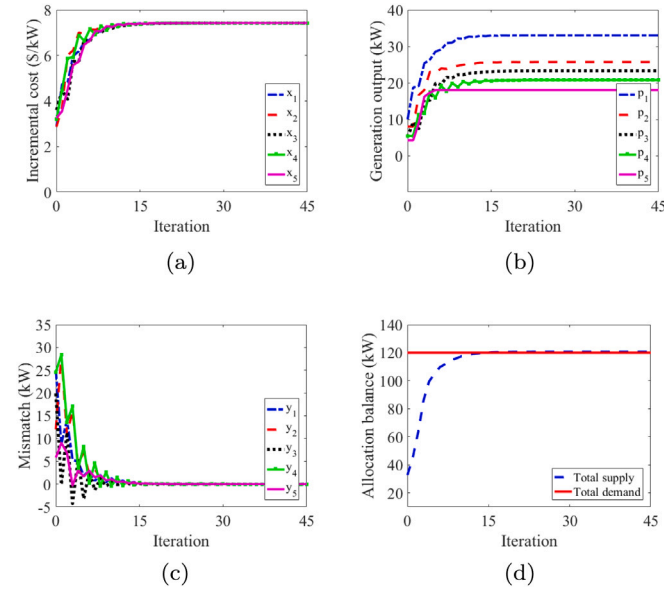 8
6
4
2
0
Incremental cost (S/kW)
x1
x2
x3
x4
x5
0 15 30 45
Iteration
(a)
40
30
20
10
0
Generation output (kW)
p1
p2
p3
p4
p5
0 15 30 45
Iteration
(b)
35
30
25
20
15
10
5
0
-5
Mismatch (kW)
y1
y2
y3
y4
y5
0 15 30 45
Iteration
(c)
140
120
100
80
60
40
20
Allocation balance (kW)
Total supply
Total demand
0 15 30 45
Iteration
(d)